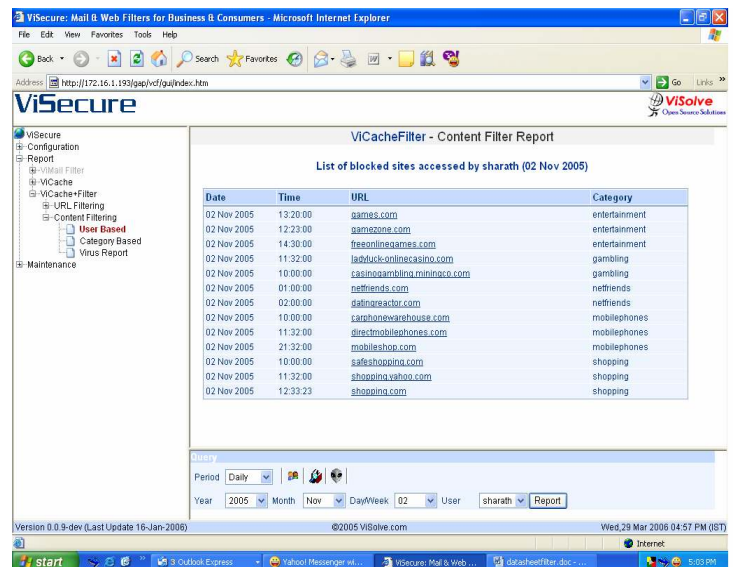 ViSecure: Mail & Web Filters for Business & Consumers - Microsoft Internet Explorer
File Edit View Favorites Tools Help
Back Search Favorites
Address http://172.16.1.193/gap/vcf/gui/index.htm Go Links »
ViSecure
ViSolve
Open Source Solutions
ViSecure
Configuration
Report
ViMail Filter
ViCache
ViCache+Filter
URL Filtering
Content Filtering
User Based
Category Based
Virus Report
Maintenance
ViCacheFilter - Content Filter Report
List of blocked sites accessed by sharath (02 Nov 2005)
Date Time URL Category
02 Nov 2005 13:20:00 games.com entertainment
02 Nov 2005 12:23:00 gamezone.com entertainment
02 Nov 2005 14:30:00 freeonlinegames.com entertainment
02 Nov 2005 11:32:00 ladyluck-onlinecasino.com gambling
02 Nov 2005 10:00:00 casinogambling.miningco.com gambling
02 Nov 2005 01:00:00 netfriends.com netfriends
02 Nov 2005 02:00:00 datingreactor.com netfriends
02 Nov 2005 10:00:00 carphonewarehouse.com mobilephones
02 Nov 2005 11:32:00 directmobilephones.com mobilephones
02 Nov 2005 21:32:00 mobileshop.com mobilephones
02 Nov 2005 10:00:00 safeshopping.com shopping
02 Nov 2005 11:32:00 shopping.yahoo.com shopping
02 Nov 2005 12:33:23 shopping.com shopping
Query
Period Daily
Year 2005 Month Nov Day/Week 02 User sharath Report
Version 0.0.9-dev (Last Update 16-Jan-2006) ©2005 ViSolve.com Wed,29 Mar 2006 04:57 PM (IST)
Internet
start » 3 Outlook Express Yahoo! Messenger wi... ViSecure: Mail & Web ... datasheetfilter.doc - ... 5:03 PM